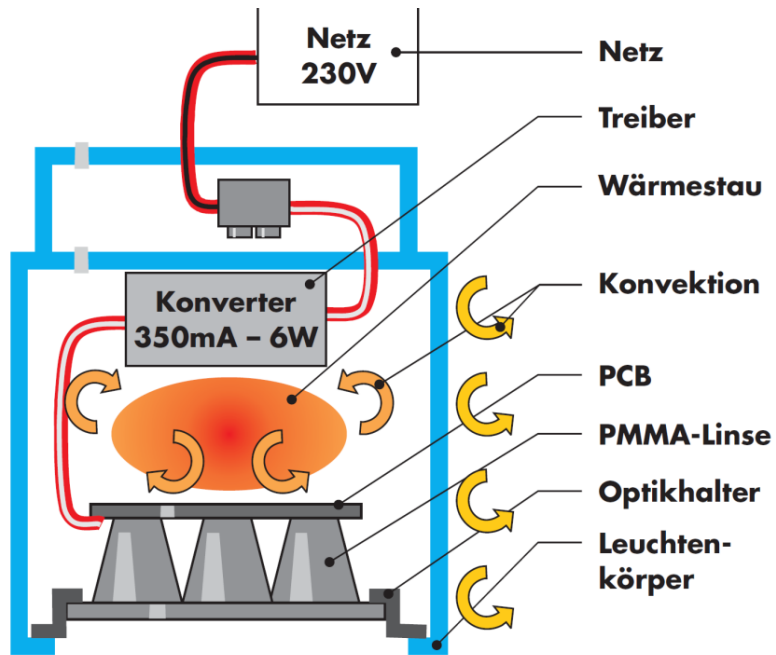 Netz
230V
Netz
Treiber
Wärmestau
Konverter
350mA – 6W
Konvektion
PCB
PMMA-Linse
Optikhalter
Leuchten-
körper